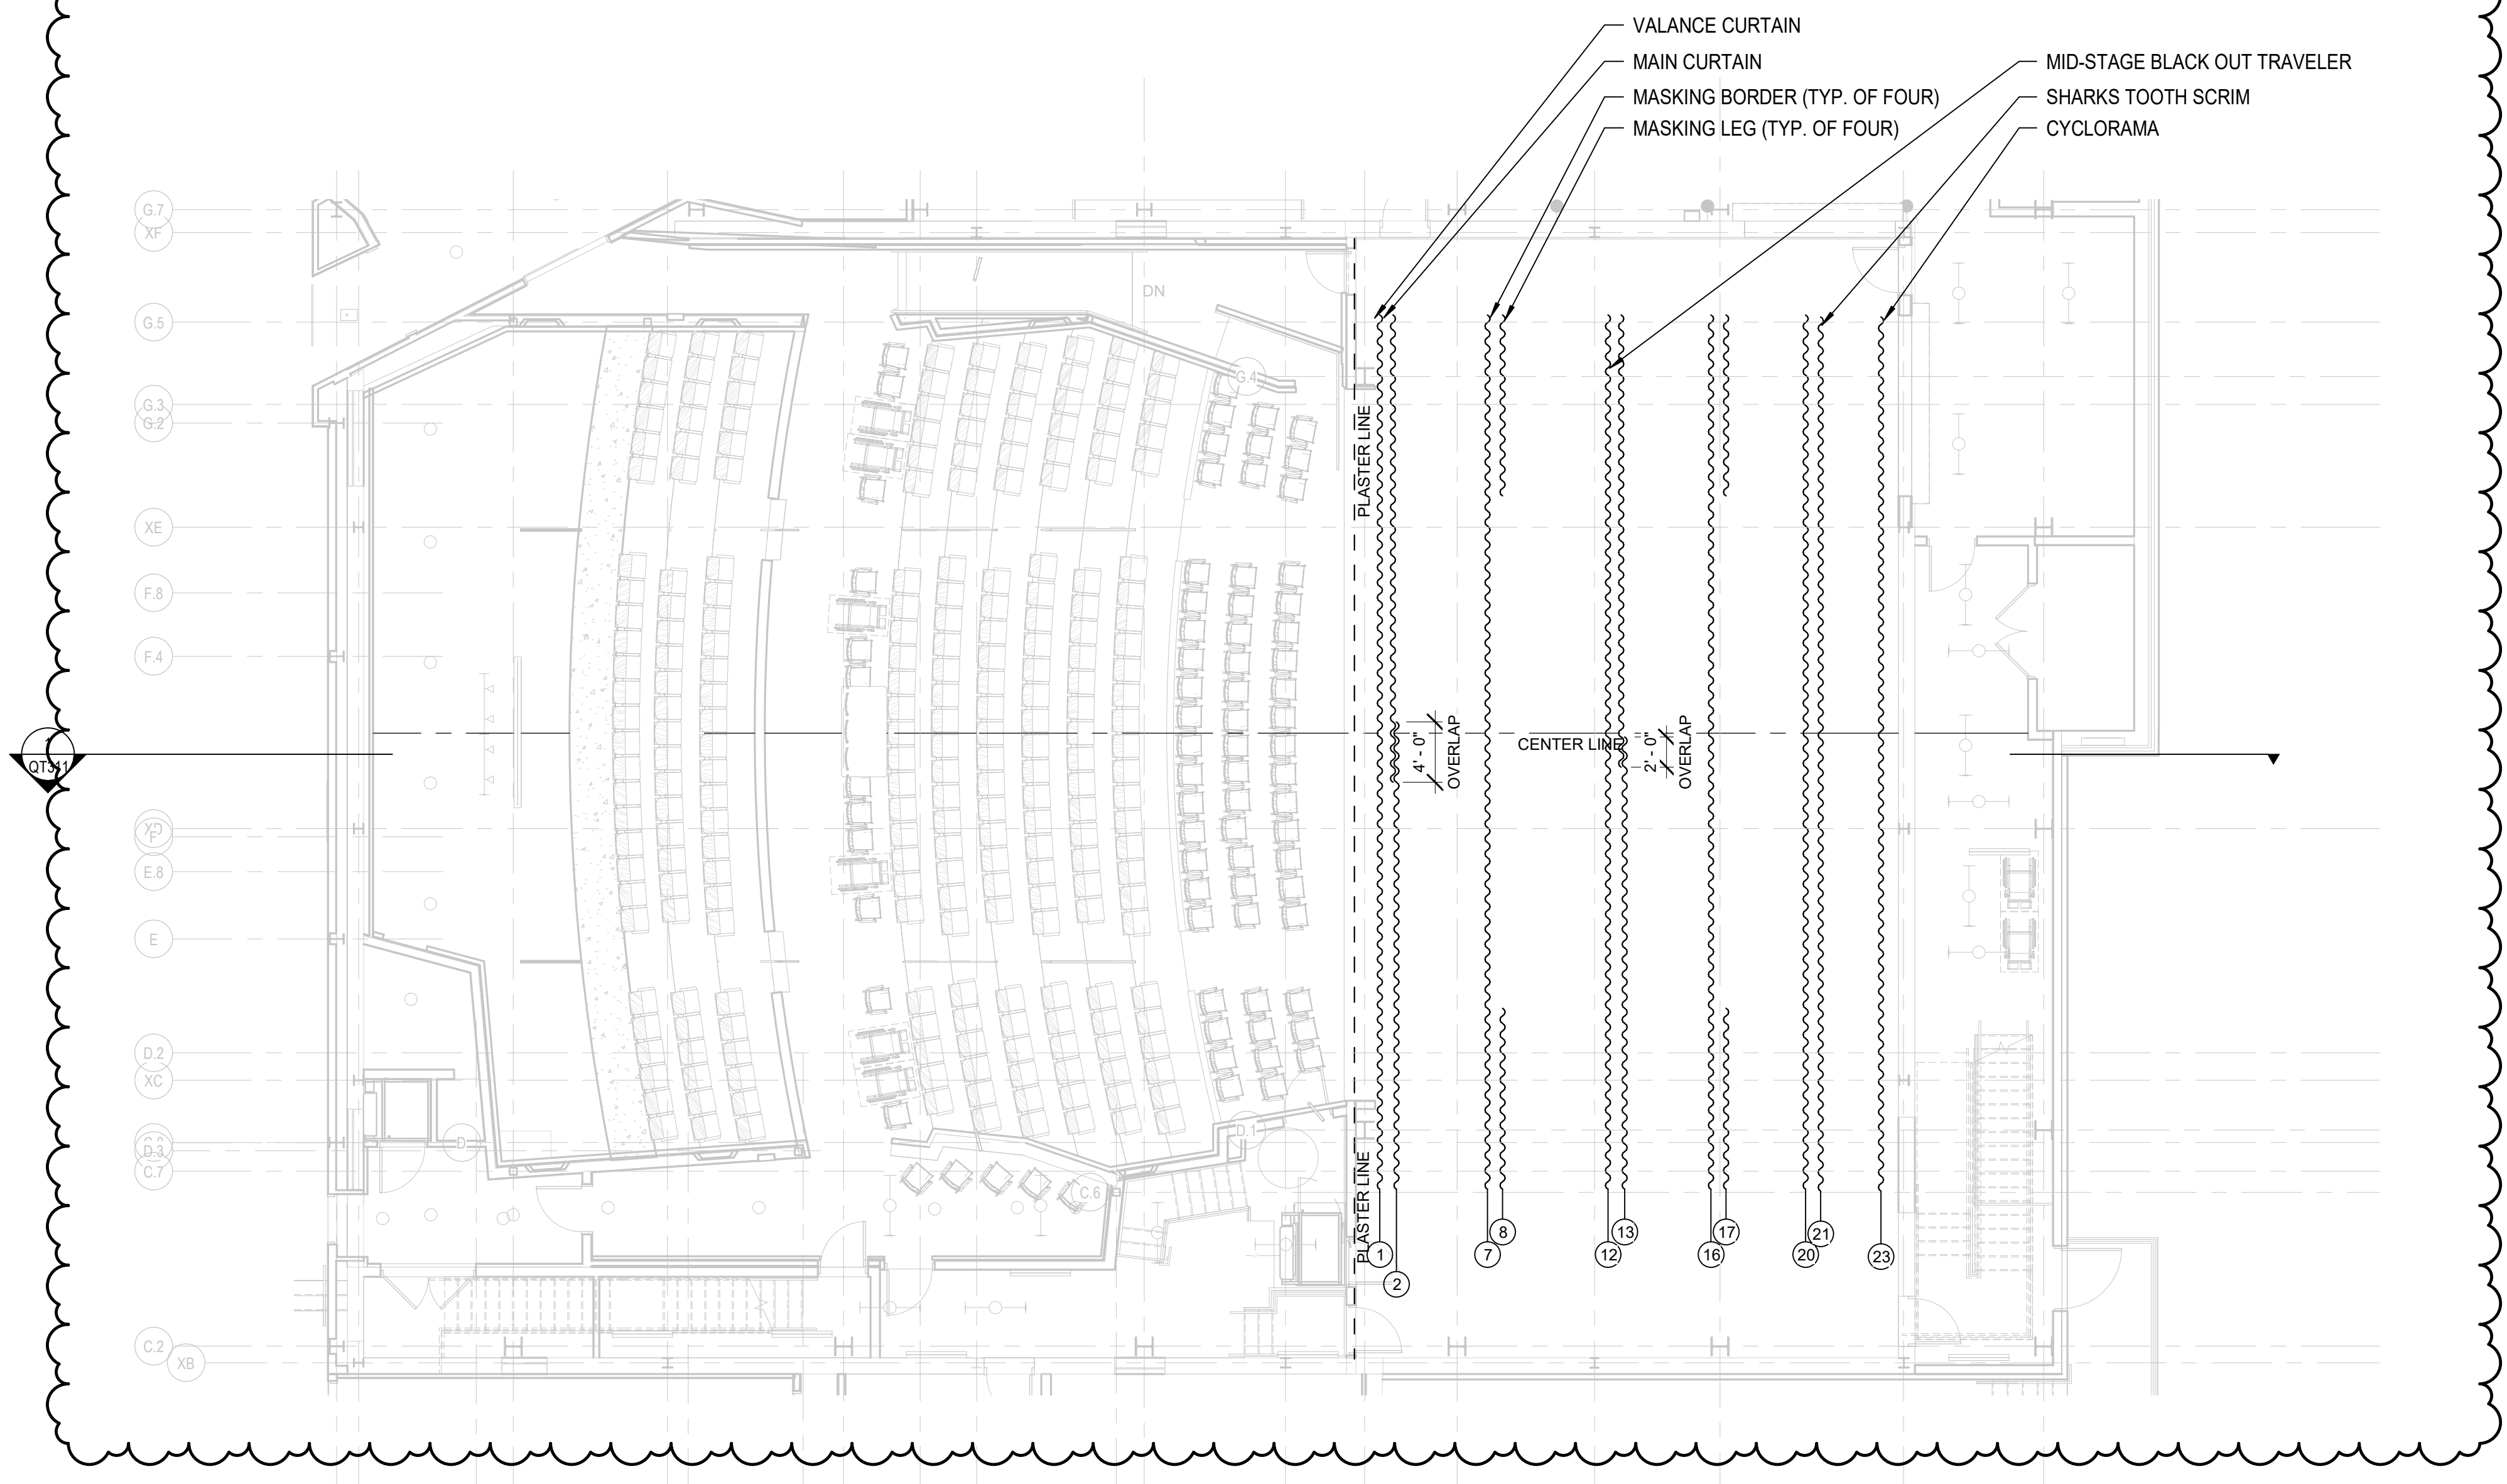 VALANCE CURTAIN
MAIN CURTAIN
MASKING BORDER (TYP. OF FOUR)
MASKING LEG (TYP. OF FOUR)
MID-STAGE BLACK OUT TRAVELER
SHARKS TOOTH SCRIM
CYCLORAMA
G.7
XF
G.5
DN
G.4
G.3
G.2
PLASTER LINE
XE
F.8
F.4
4' - 0"
OVERLAP
CENTER LINE
2' - 0"
OVERLAP
1
QT311
XD
F
E.8
E
D.2
XC
D
D.1
D.3
C.7
C.6
PLASTER LINE
1
2
7
8
12
13
16
17
20
21
23
C.2
XB